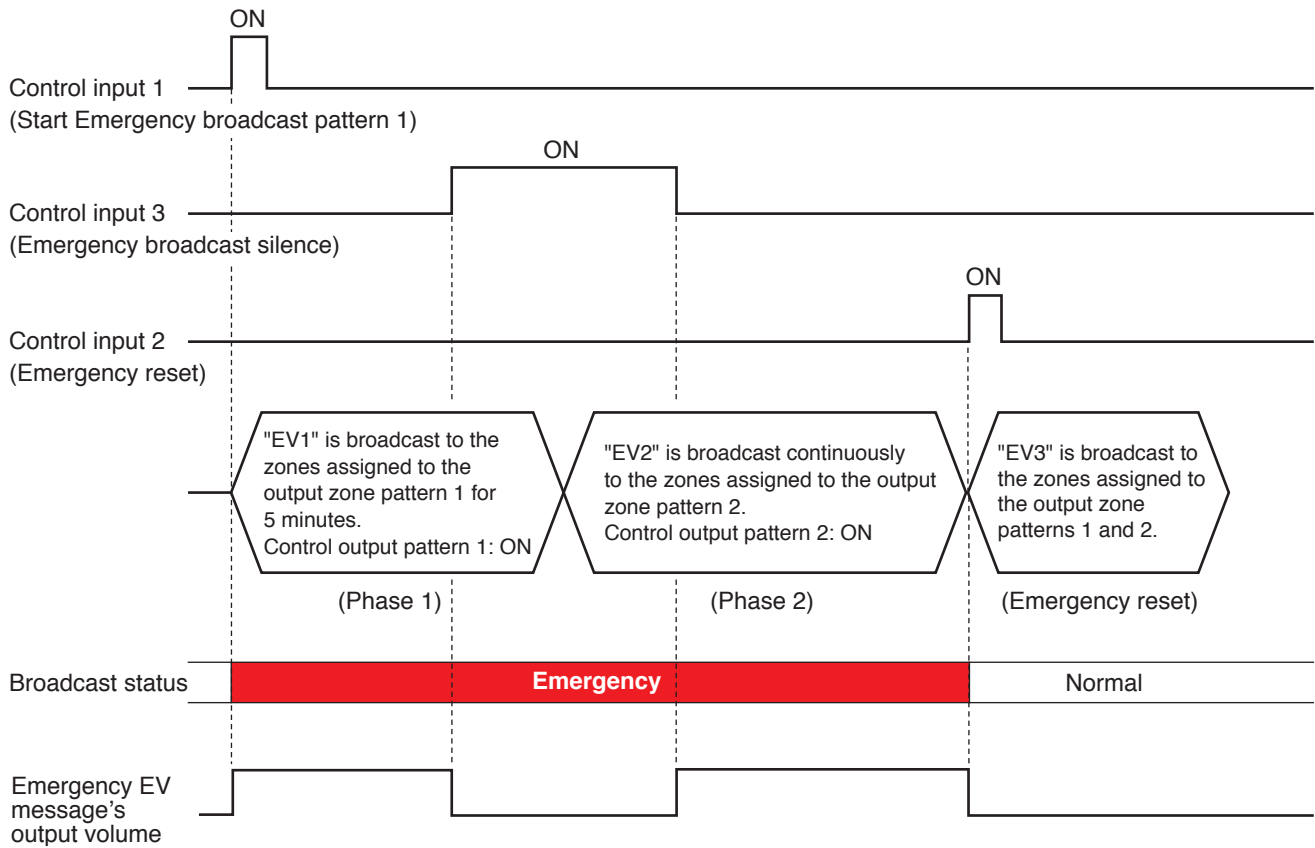 ON
Control input 1
(Start Emergency broadcast pattern 1)
ON
Control input 3
(Emergency broadcast silence)
ON
Control input 2
(Emergency reset)
"EV1" is broadcast to the
zones assigned to the
output zone pattern 1 for
5 minutes.
Control output pattern 1: ON
"EV2" is broadcast continuously
to the zones assigned to the output
zone pattern 2.
Control output pattern 2: ON
"EV3" is broadcast to
the zones assigned to
the output zone
patterns 1 and 2.
(Phase 1)
(Phase 2)
(Emergency reset)
Broadcast status
Emergency
Normal
Emergency EV
message's
output volume